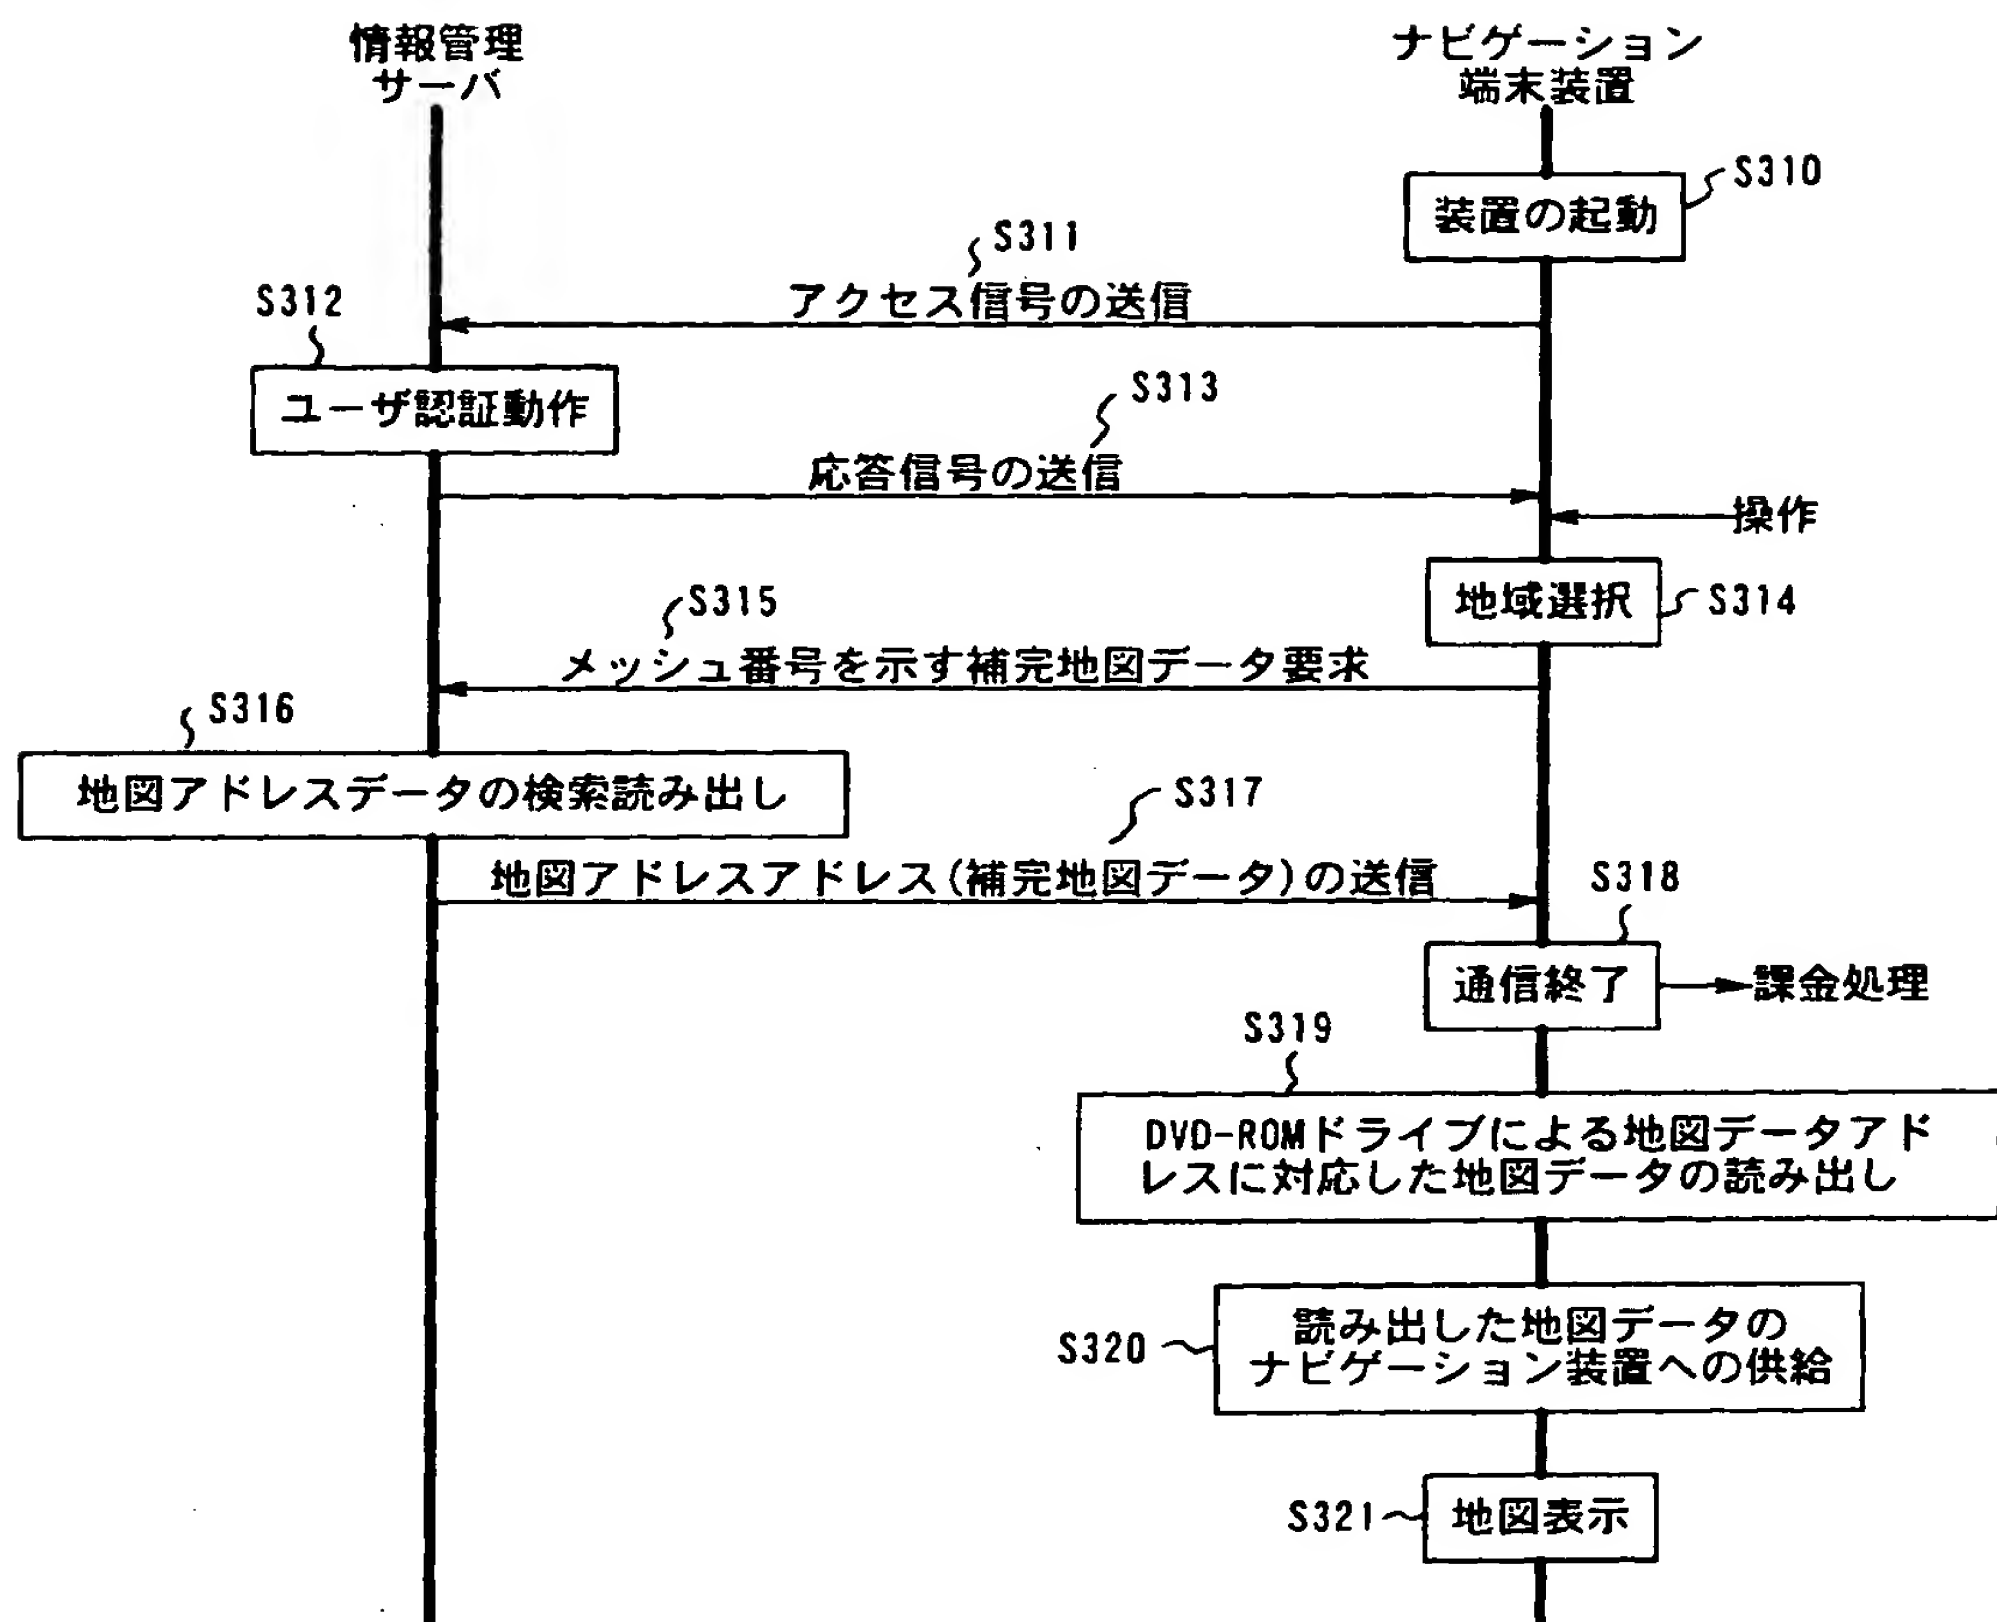 情報管理
サーバ
ナビゲーション
端末装置
S310
装置の起動
S311
アクセス信号の送信
S312
ユーザ認証動作
S313
応答信号の送信
操作
地域選択
S314
S315
メッシュ番号を示す補完地図データ要求
S316
地図アドレスデータの検索読み出し
S317
地図アドレスアドレス(補完地図データ)の送信
S318
通信終了
課金処理
S319
DVD-ROMドライブによる地図データアド
レスに対応した地図データの読み出し
S320
読み出した地図データの
ナビゲーション装置への供給
S321
地図表示